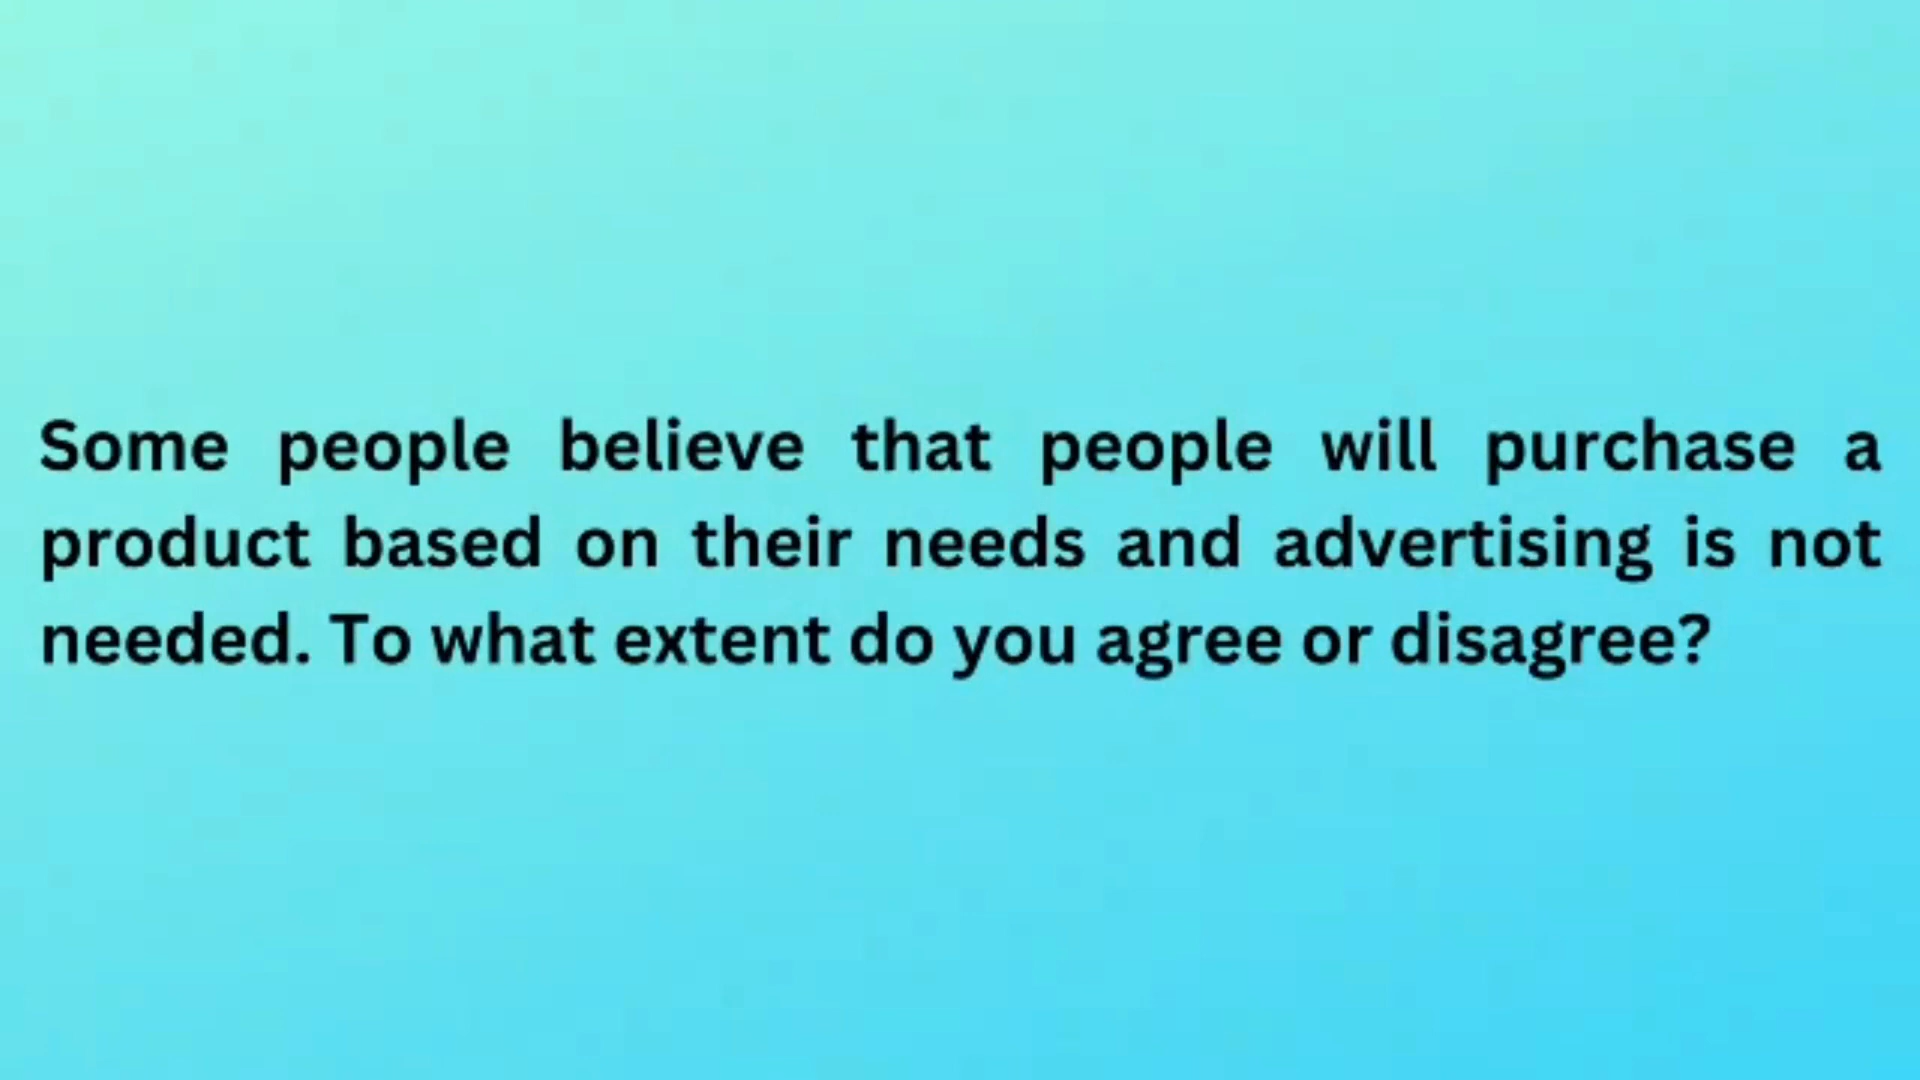 Some people believe that people will purchase a
product based on their needs and advertising is not
needed. To what extent do you agree or disagree?